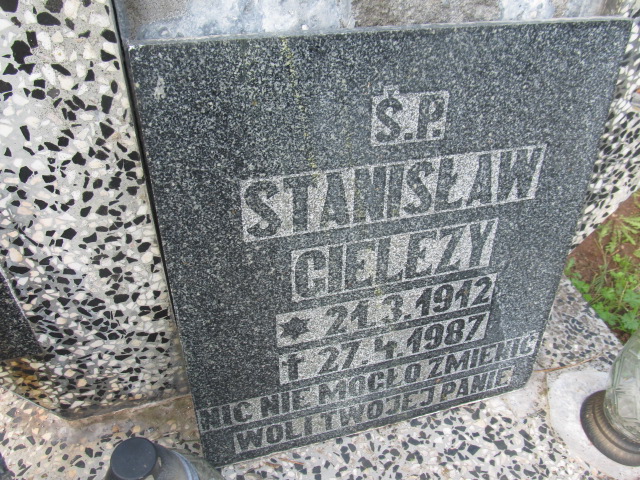 Ś.P.
STANISŁAW
CIELEZY
* 21.3.1912
† 27.4.1987
NIC NIE MOGŁO ZMIENIĆ
WOLI TWOJEJ PANIE